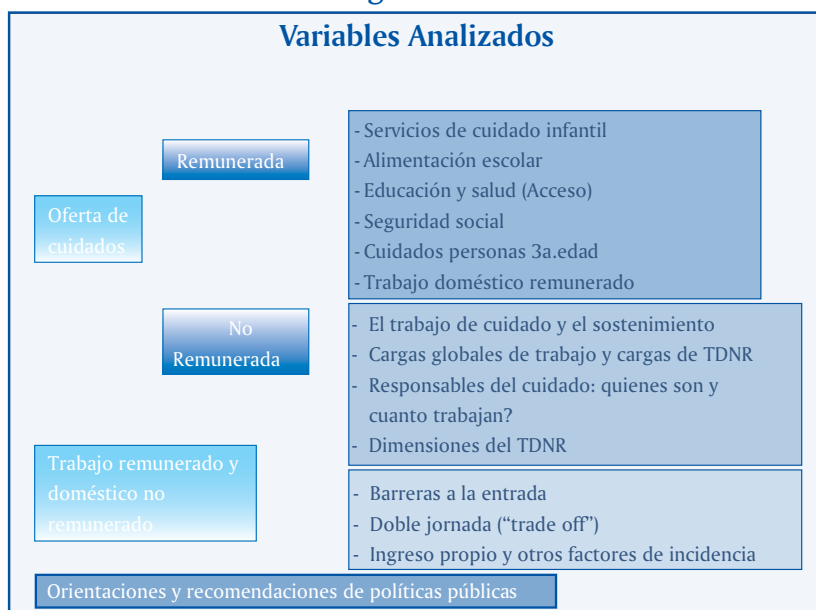 Variables Analizados
Oferta de
cuidados
Remunerada
- Servicios de cuidado infantil
- Alimentación escolar
- Educación y salud (Acceso)
- Seguridad social
- Cuidados personas 3a.edad
- Trabajo doméstico remunerado
No
Remunerada
- El trabajo de cuidado y el sostenimiento
- Cargas globales de trabajo y cargas de TDNR
- Responsables del cuidado: quienes son y
cuanto trabajan?
- Dimensiones del TDNR
Trabajo remunerado y
doméstico no
remunerado
- Barreras a la entrada
- Doble jornada (“trade off”)
- Ingreso propio y otros factores de incidencia
Orientaciones y recomendaciones de políticas públicas